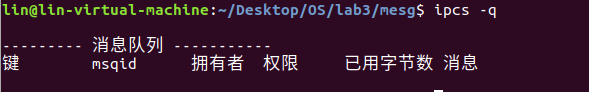 lin@lin-virtual-machine:~/Desktop/OS/lab3/mesg$ ipcs -q
--------- 消息队列 -----------
键 msqid 拥有者 权限 已用字节数 消息